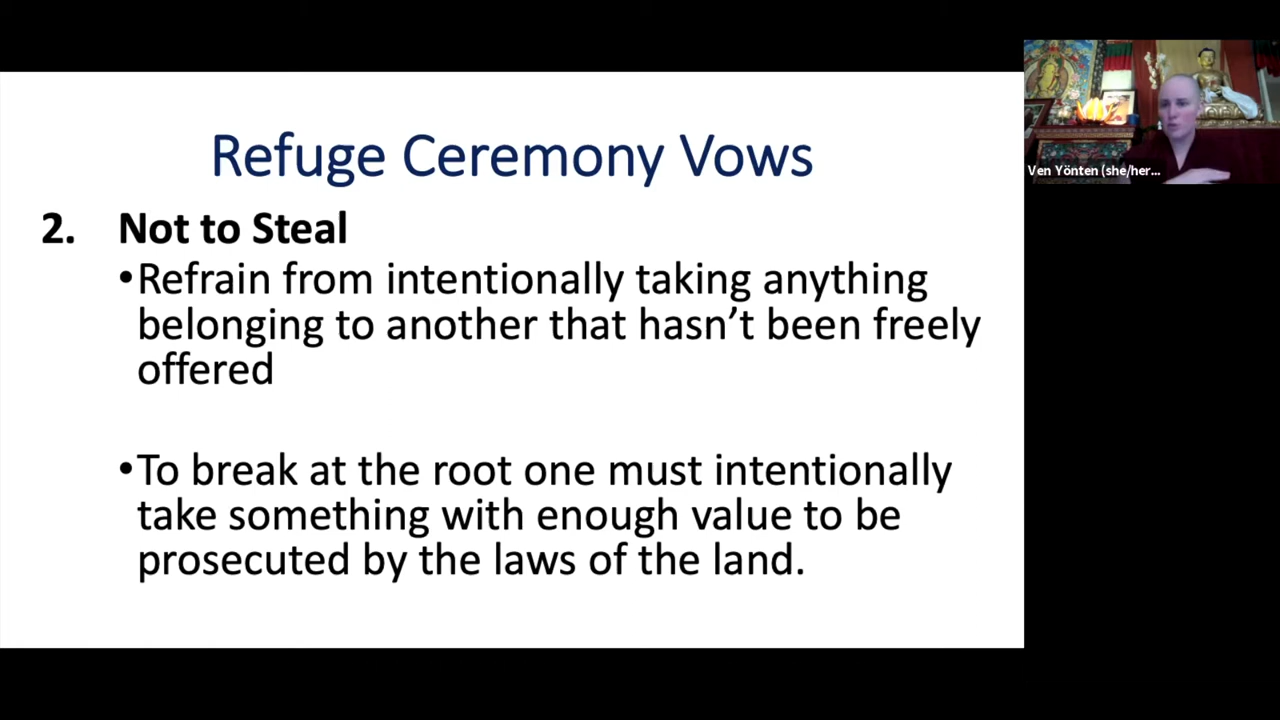 Refuge Ceremony Vows
2. Not to Steal
•Refrain from intentionally taking anything
belonging to another that hasn’t been freely
offered
•To break at the root one must intentionally
take something with enough value to be
prosecuted by the laws of the land.
Ven Yönten (she/her...